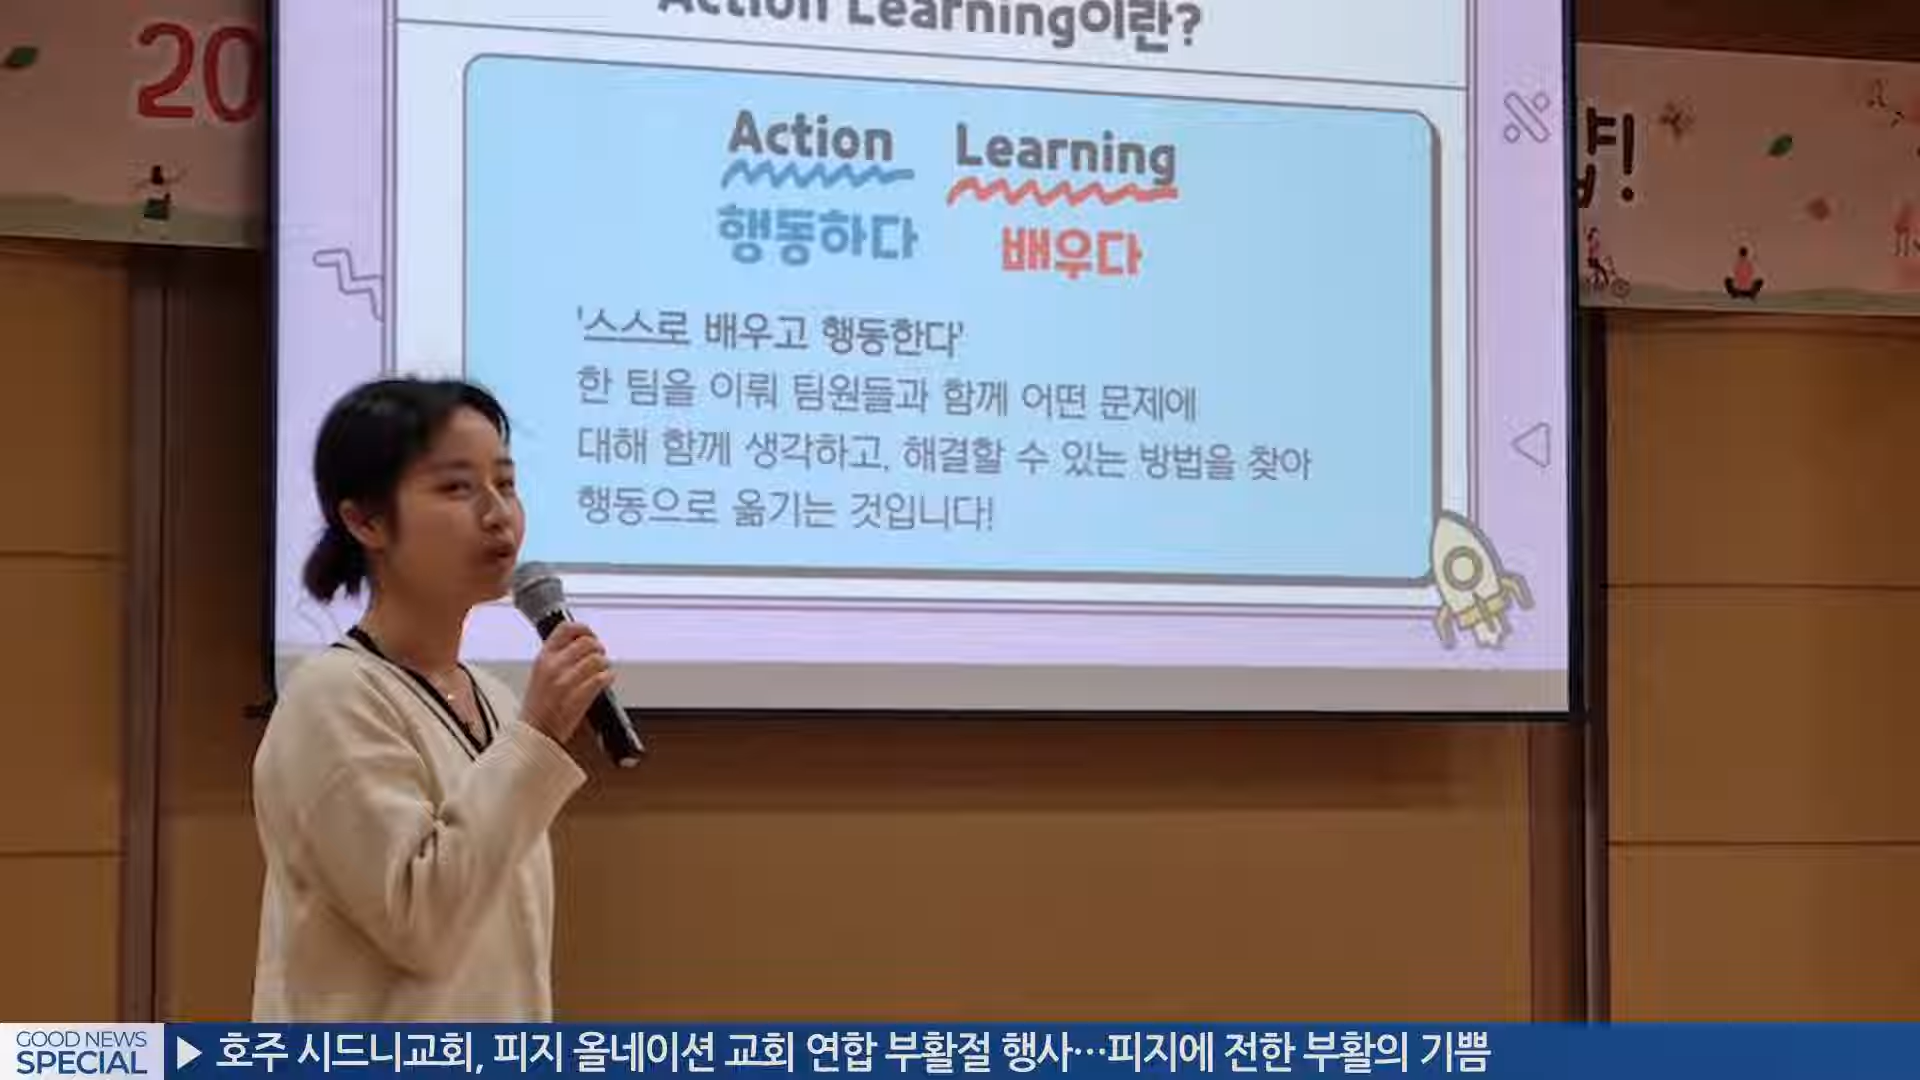 Action Learning이란?
20
Action Learning
행동하다 배우다
'스스로 배우고 행동한다'
한 팀을 이뤄 팀원들과 함께 어떤 문제에
대해 함께 생각하고, 해결할 수 있는 방법을 찾아
행동으로 옮기는 것입니다!
GOOD NEWS
SPECIAL
▶ 호주 시드니교회, 피지 올네이션 교회 연합 부활절 행사…피지에 전한 부활의 기쁨